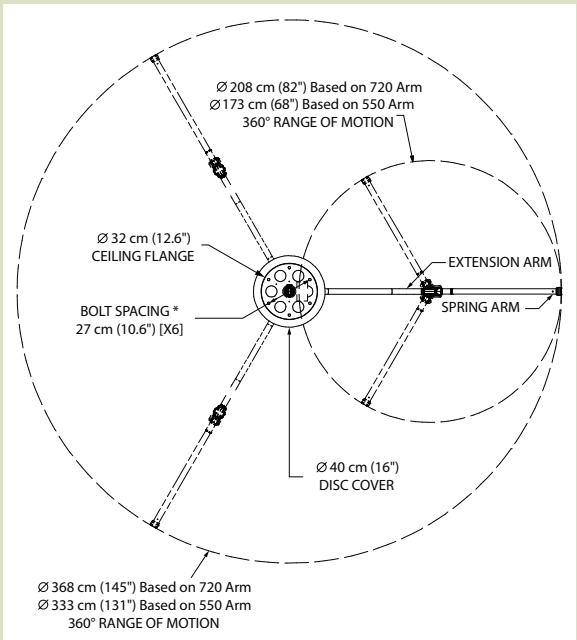 Ø 208 cm (82") Based on 720 Arm
Ø 173 cm (68") Based on 550 Arm
360° RANGE OF MOTION
Ø 32 cm (12.6")
CEILING FLANGE
EXTENSION ARM
BOLT SPACING *
27 cm (10.6") [X6]
SPRING ARM
Ø 40 cm (16")
DISC COVER
Ø 368 cm (145") Based on 720 Arm
Ø 333 cm (131") Based on 550 Arm
360° RANGE OF MOTION